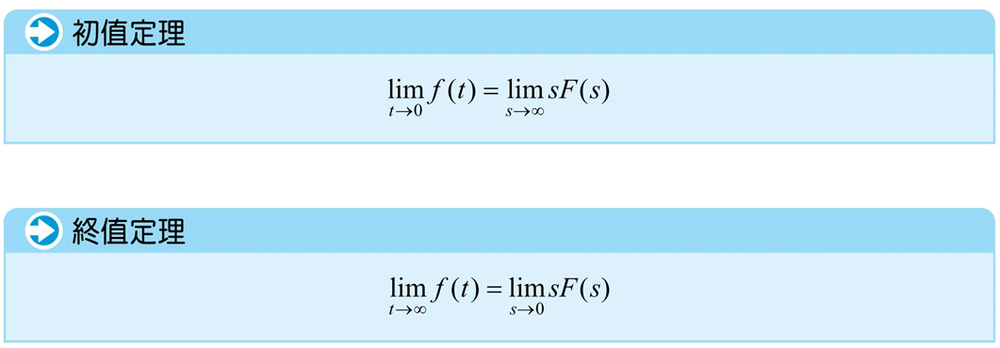 初值定理
lim f(t) = lim sF(s)
t→0 s→∞
終值定理
lim f(t) = lim sF(s)
t→∞ s→0